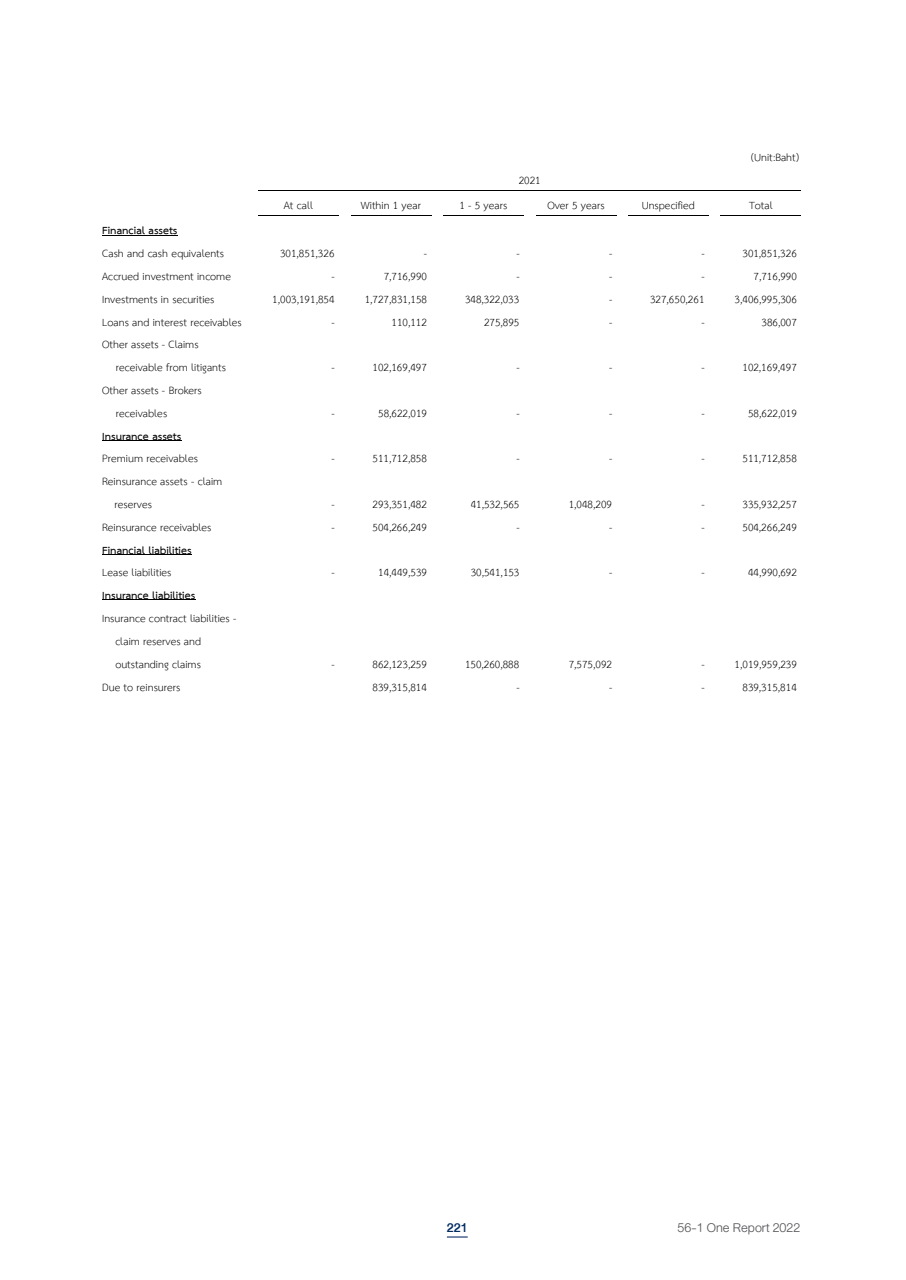 (Unit:Baht)
2021
At call Within 1 year 1 - 5 years Over 5 years Unspecified Total
Financial assets
Cash and cash equivalents 301,851,326 - - - - 301,851,326
Accrued investment income - 7,716,990 - - - 7,716,990
Investments in securities 1,003,191,854 1,727,831,158 348,322,033 - 327,650,261 3,406,995,306
Loans and interest receivables - 110,112 275,895 - - 386,007
Other assets - Claims
receivable from litigants - 102,169,497 - - - 102,169,497
Other assets - Brokers
receivables - 58,622,019 - - - 58,622,019
Insurance assets
Premium receivables - 511,712,858 - - - 511,712,858
Reinsurance assets - claim
reserves - 293,351,482 41,532,565 1,048,209 - 335,932,257
Reinsurance receivables - 504,266,249 - - - 504,266,249
Financial liabilities
Lease liabilities - 14,449,539 30,541,153 - - 44,990,692
Insurance liabilities
Insurance contract liabilities -
claim reserves and
outstanding claims - 862,123,259 150,260,888 7,575,092 - 1,019,959,239
Due to reinsurers 839,315,814 - - - 839,315,814
221 56-1 One Report 2022